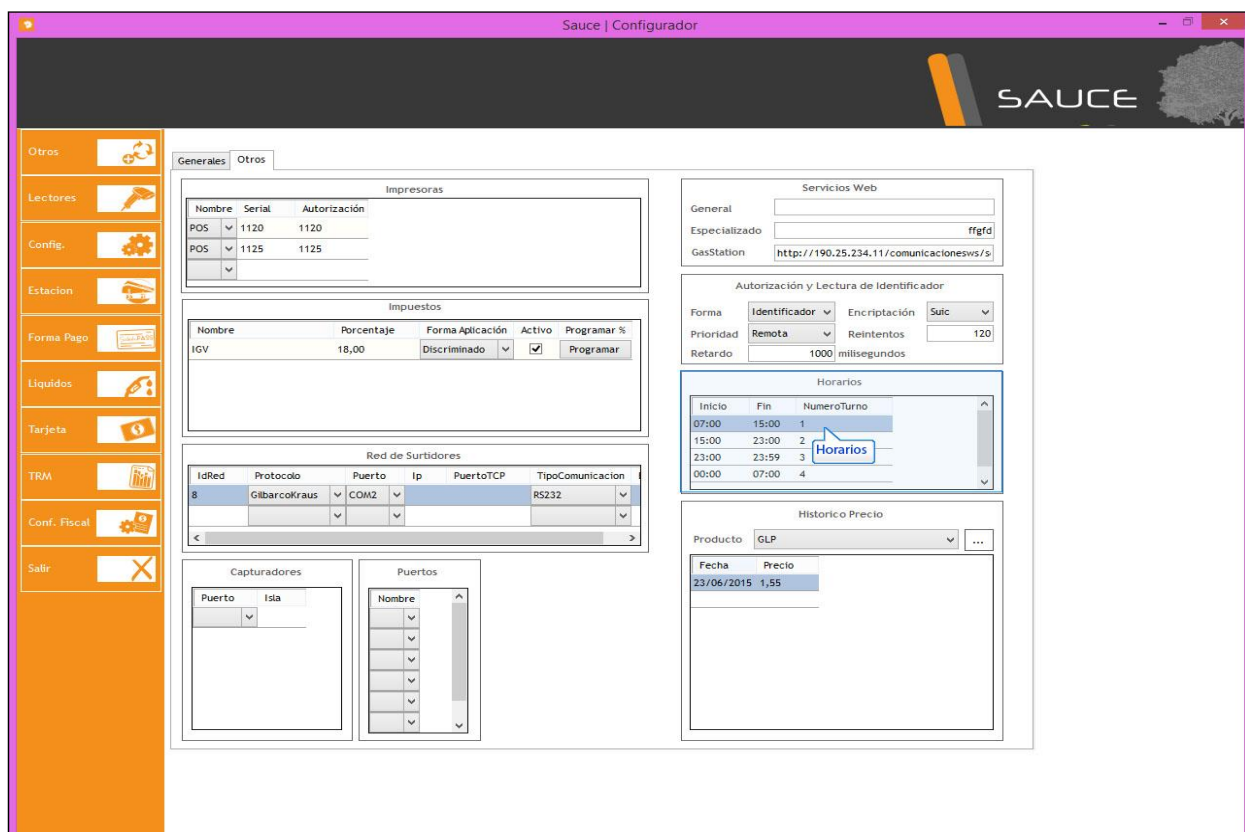 Sauce | Configurador
SAUCE
Otros
Lectores
Config.
Estacion
Forma Pago
Liquidos
Tarjeta
TRM
Conf. Fiscal
Salir
Generales Otros
Impresoras
Nombre Serial Autorización
POS 1120 1120
POS 1125 1125
Impuestos
Nombre Porcentaje Forma Aplicación Activo Programar %
IGV 18,00 Discriminado Programar
Red de Surtidores
IdRed Protocolo Puerto Ip PuertoTCP TipoComunicacion
8 GilbarcoKraus COM2 RS232
Capturadores
Puerto Isla
Puertos
Nombre
Servicios Web
General
Especializado ffgfd
GasStation http://190.25.234.11/comunicacionesws/s
Autorización y Lectura de Identificador
Forma Identificador Encriptación Suic
Prioridad Remota Reintentos 120
Retardo 1000 milisegundos
Horarios
Inicio Fin NumeroTurno
07:00 15:00 1
15:00 23:00 2
Horarios
23:00 23:59 3
00:00 07:00 4
Historico Precio
Producto GLP ...
Fecha Precio
23/06/2015 1,55